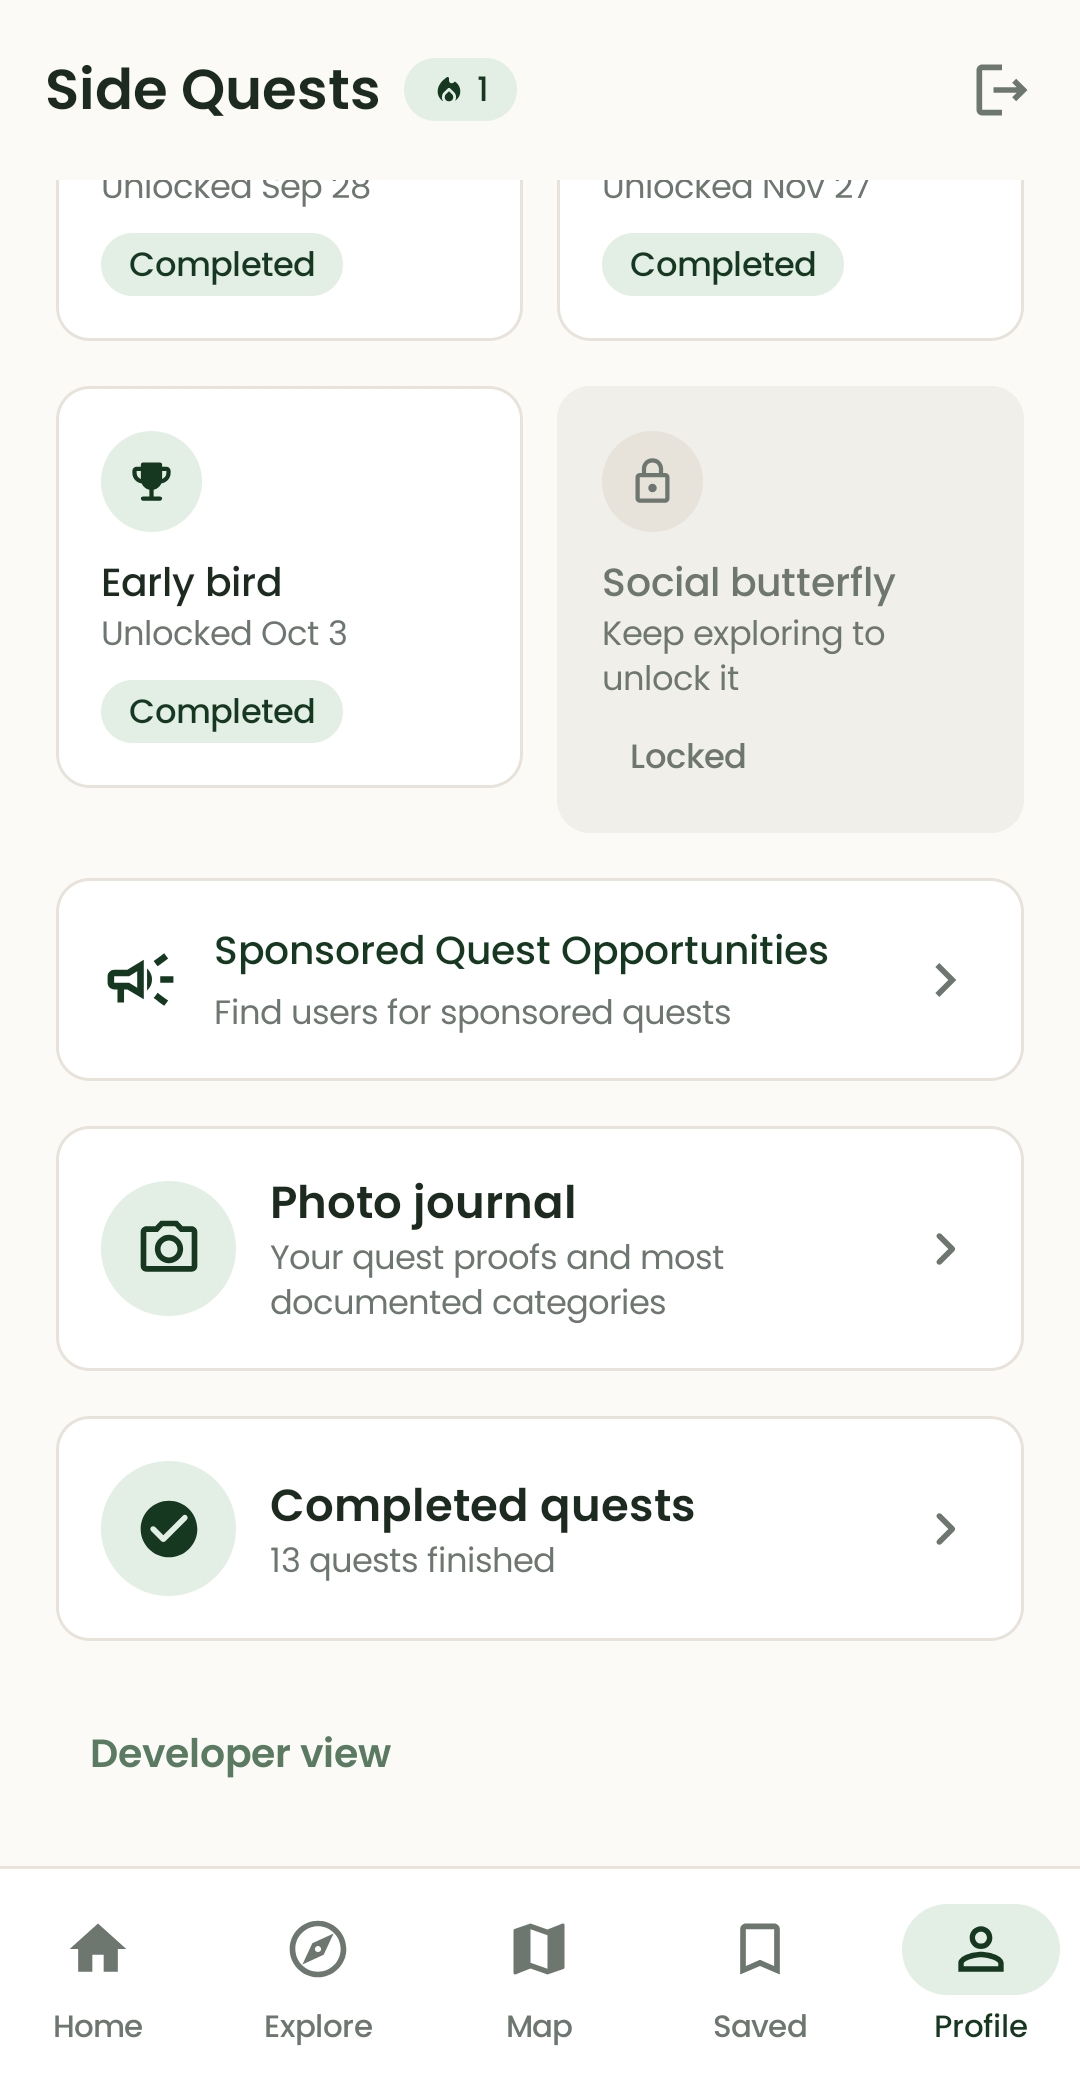 Side Quests
1
Unlocked Sep 28
Unlocked Nov 27
Completed
Completed
Early bird
Unlocked Oct 3
Completed
Social butterfly
Keep exploring to
unlock it
Locked
Sponsored Quest Opportunities
Find users for sponsored quests
Photo journal
Your quest proofs and most
documented categories
Completed quests
13 quests finished
Developer view
Home
Explore
Map
Saved
Profile